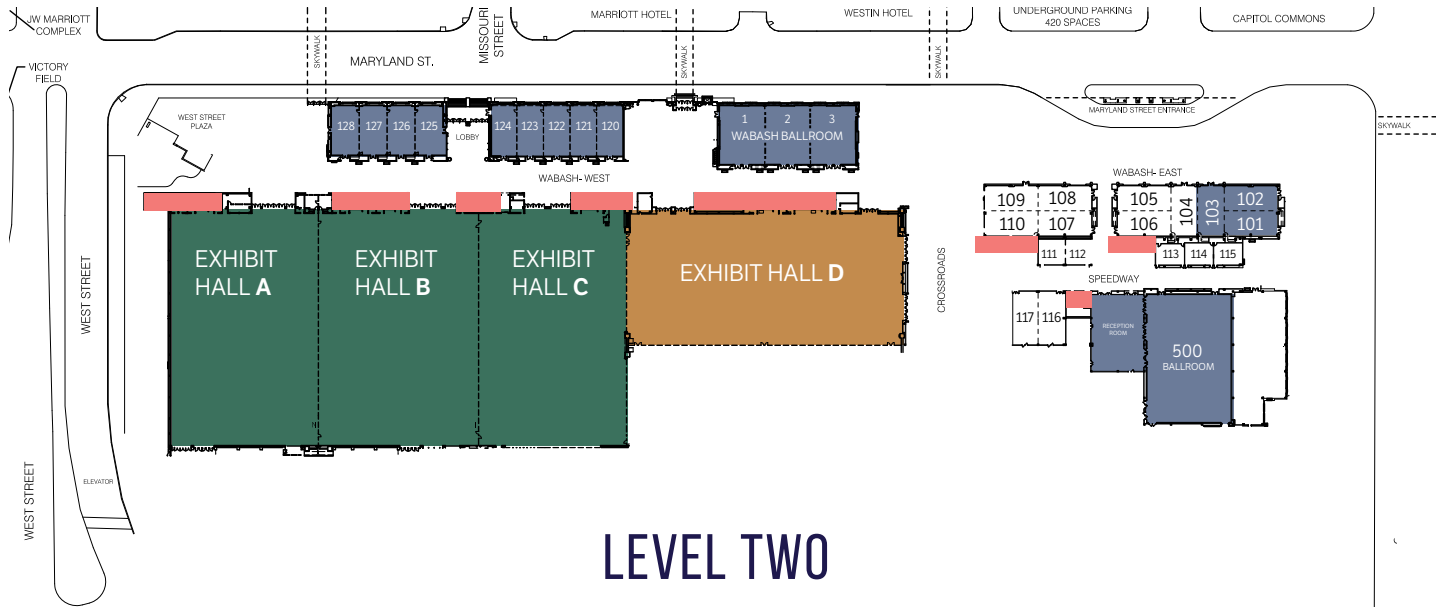 JW MARRIOTT
COMPLEX
MISSOURI
STREET
MARRIOTT HOTEL
WESTIN HOTEL
UNDERGROUND PARKING
420 SPACES
CAPITOL COMMONS
VICTORY
FIELD
SKYWALK
MARYLAND ST.
SKYWALK
SKYWALK
MARYLAND STREET ENTRANCE
SKYWALK
WEST STREET
PLAZA
128
127
126
125
LOBBY
124
123
122
121
120
1
2
3
WABASH BALLROOM
WABASH- WEST
WABASH- EAST
109
108
110
107
105
106
104
103
102
101
111
112
113
114
115
EXHIBIT
HALL A
EXHIBIT
HALL B
EXHIBIT
HALL C
EXHIBIT HALL D
CROSSROADS
SPEEDWAY
117
116
RECEPTION
ROOM
500
BALLROOM
WEST STREET
WEST STREET
ELEVATOR
LEVEL TWO